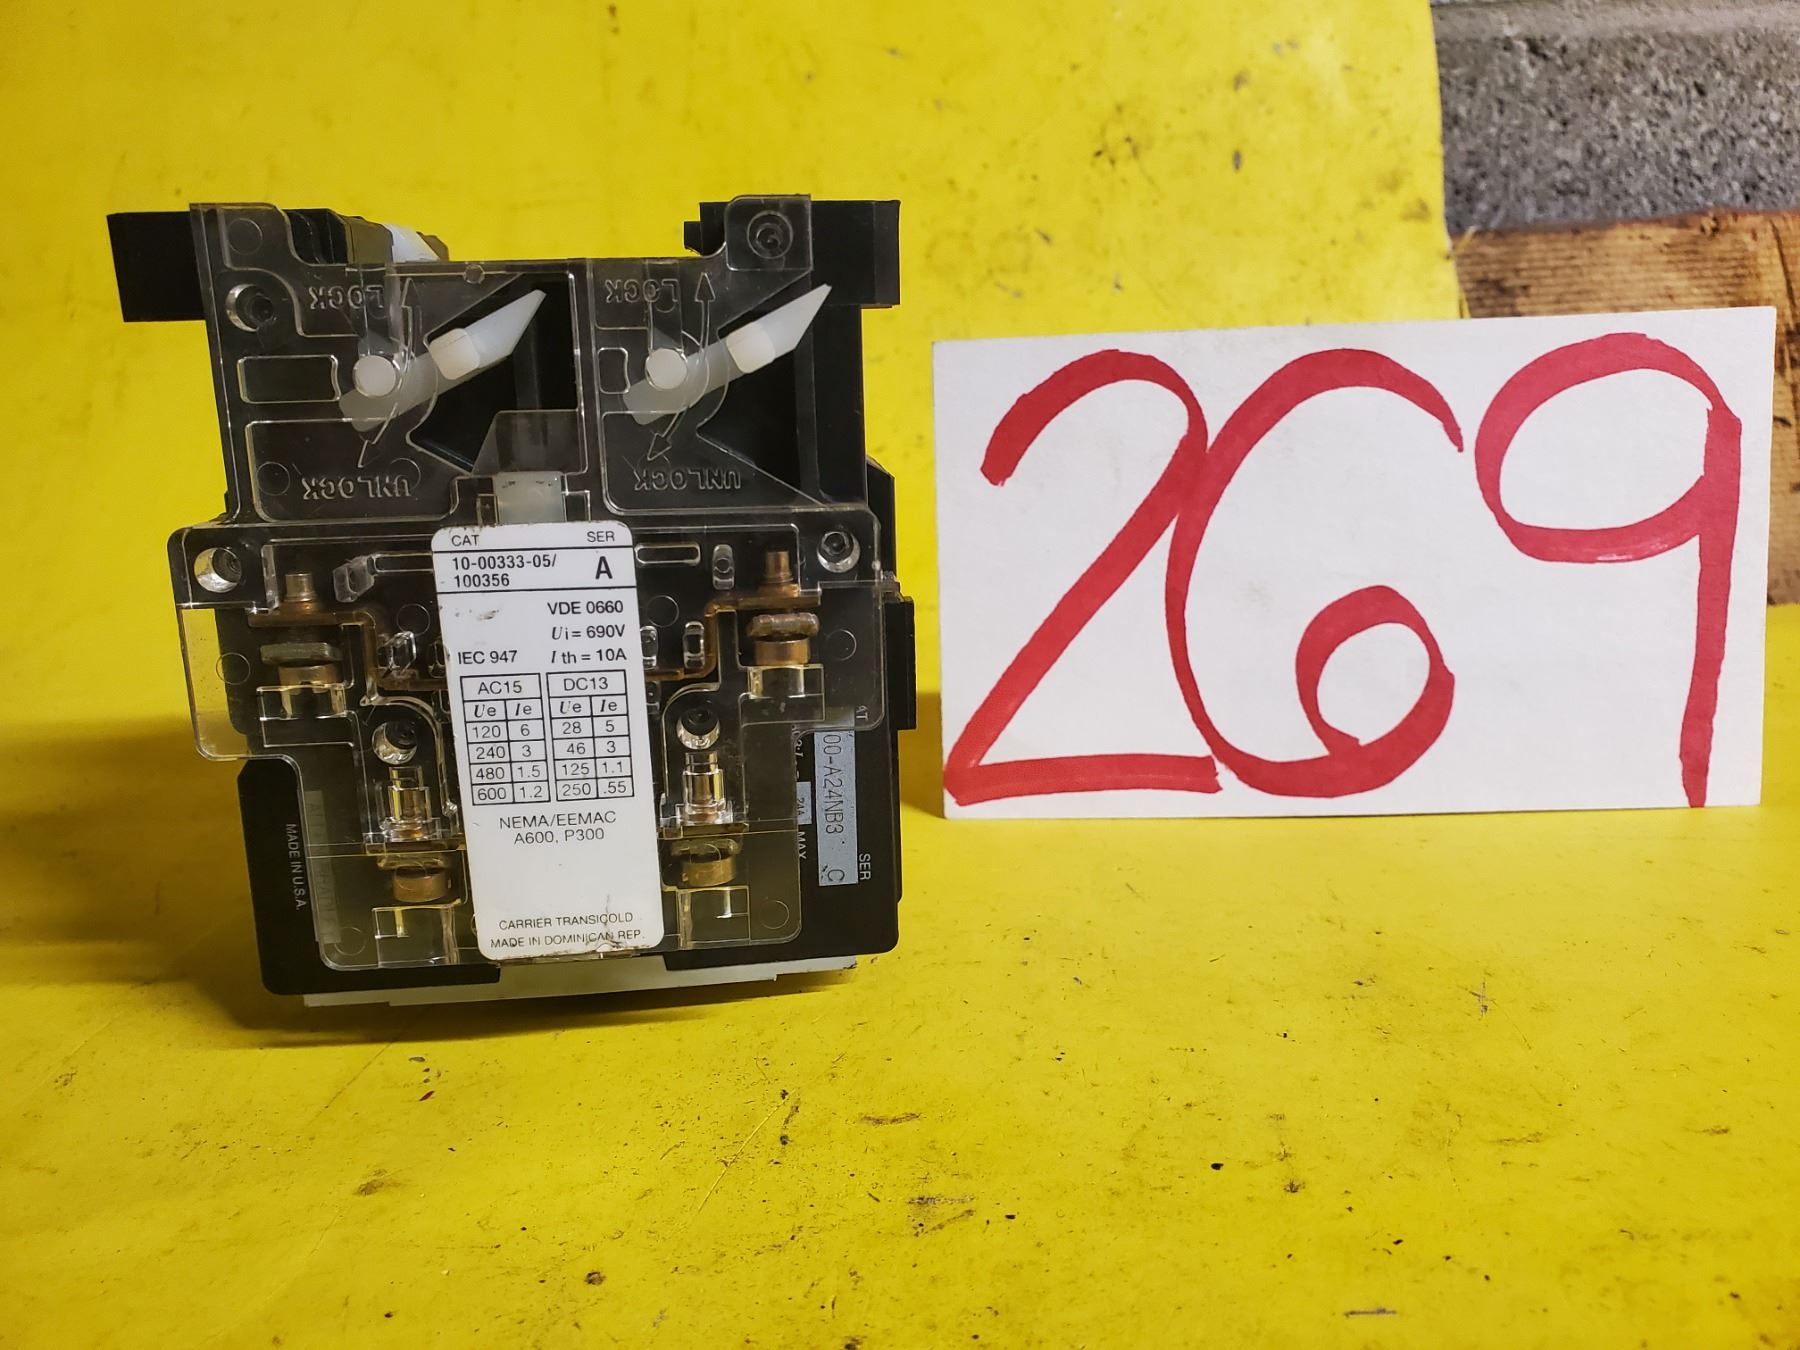 LOCK LOCK
UNLOCK UNLOCK
CAT SER
10-00333-05/
100356 A
VDE 0660
Ui = 690V
IEC 947 Ith = 10A
AC15 DC13
Ue Ie Ue Ie
120 6 28 5
240 3 46 3
480 1.5 125 1.1
600 1.2 250 .55
NEMA/EEMAC
A600, P300
CARRIER TRANSICOLD
MADE IN DOMINICAN REP.
MADE IN U.S.A.
00-A24NB3 C
SER
24A MAX
269